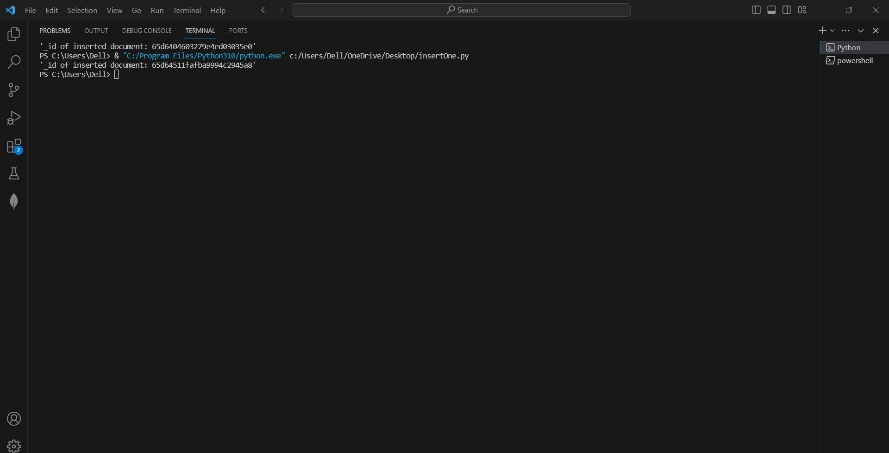 File Edit Selection View Go Run Terminal Help
Search
PROBLEMS OUTPUT DEBUG CONSOLE TERMINAL PORTS
'_id of inserted document: 65d6404603279e4ed03035e0'
PS C:\Users\Dell> & "C:/Program Files/Python310/python.exe" c:/Users/Dell/OneDrive/Desktop/insertOne.py
'_id of inserted document: 65d64511fafba9994c2945a8'
PS C:\Users\Dell>
Python
powershell
2